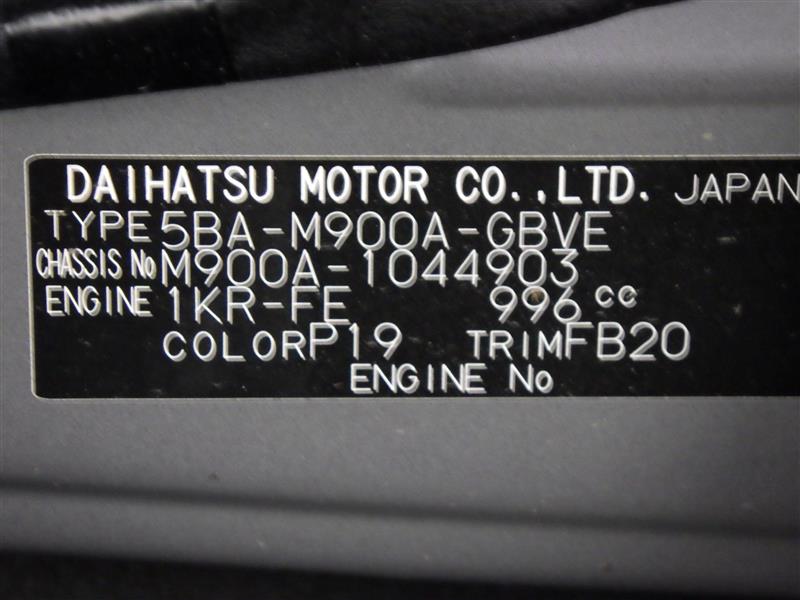 DAIHATSU MOTOR CO.,LTD. JAPAN
TYPE 5BA-M900A-GBVE
CHASSIS No M900A-1044903
ENGINE 1KR-FE 996 cc
COLOR P19 TRIM FB20
ENGINE No